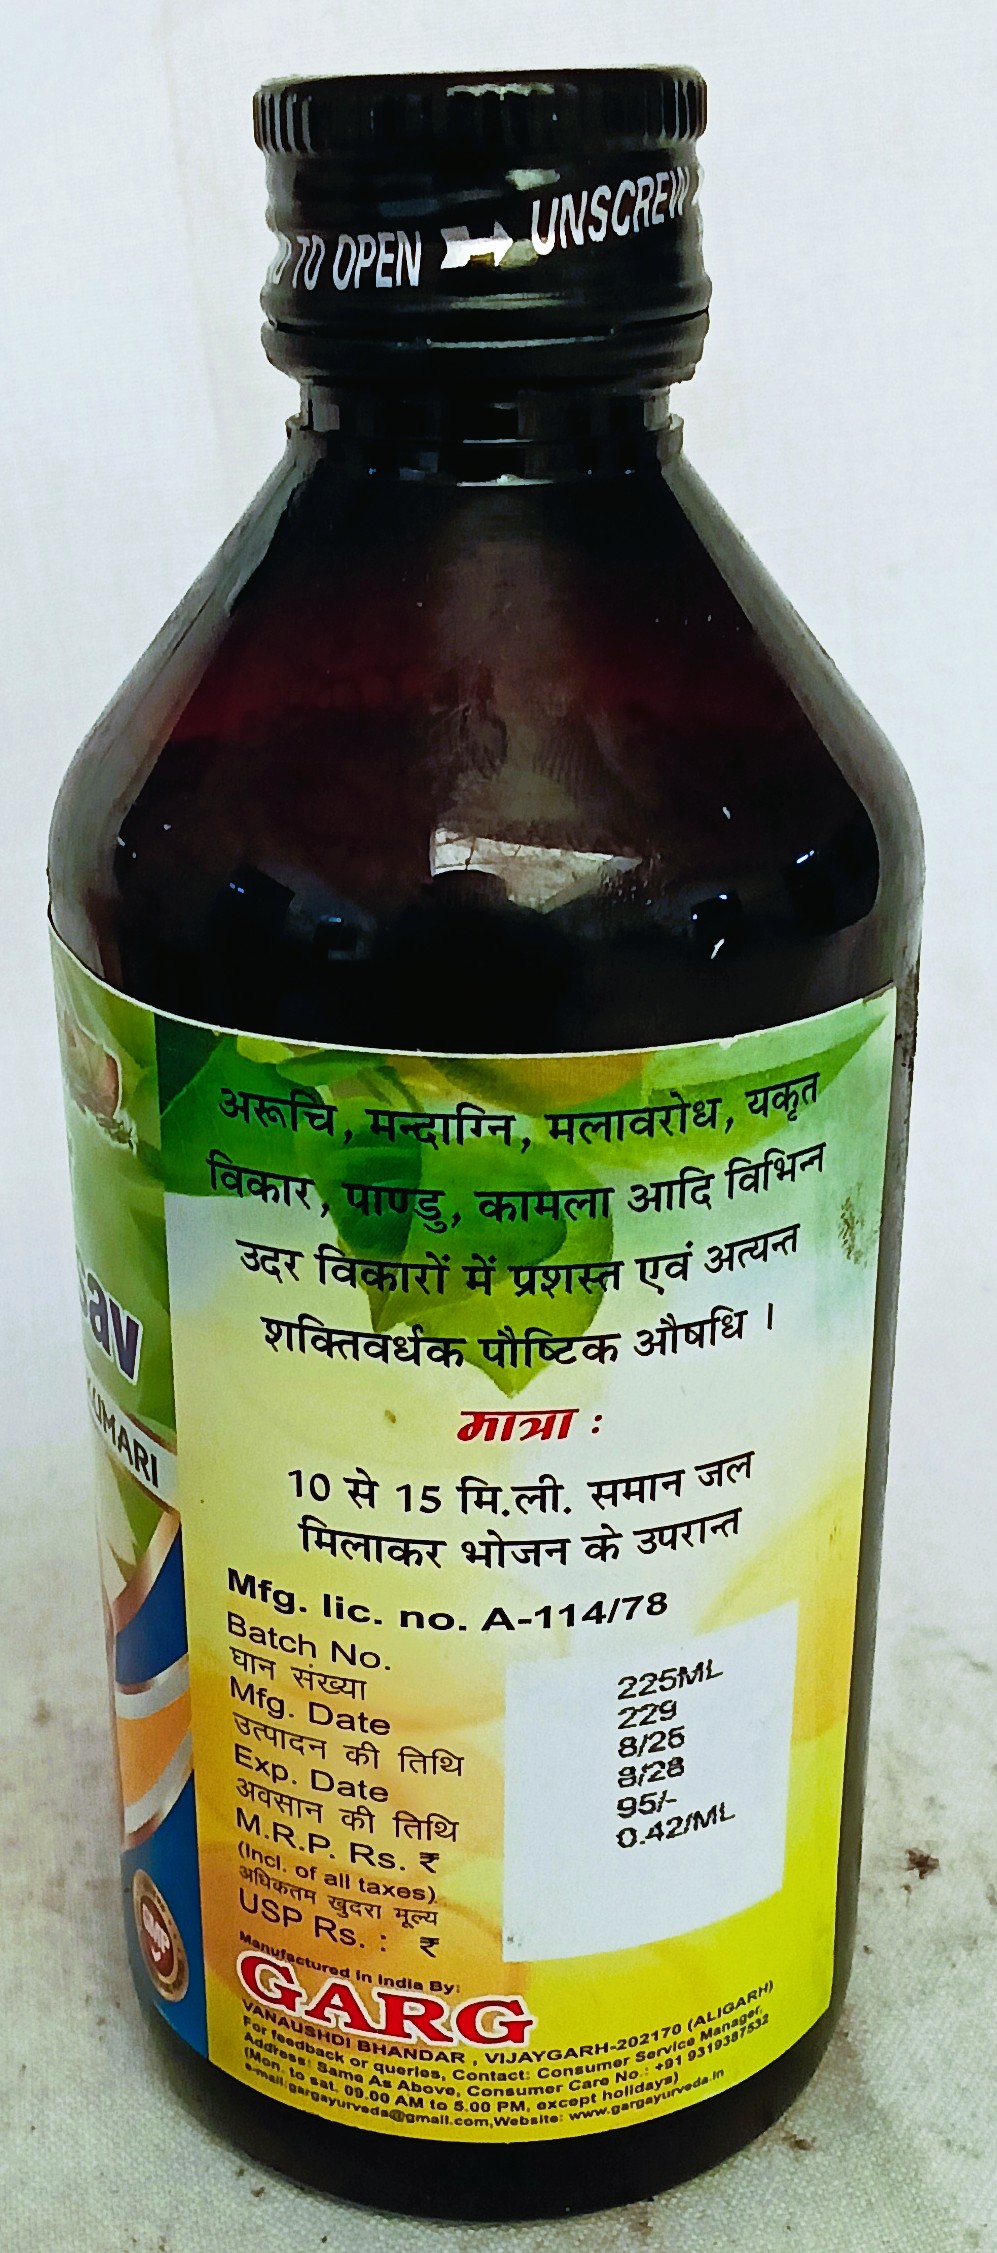 TO OPEN UNSCREW
अरूचि, मन्दाग्नि, मलावरोध, यकृत
विकार, पाण्डु, कामला आदि विभिन्न
उदर विकारों में प्रशस्त एवं अत्यन्त
शक्तिवर्धक पौष्टिक औषधि ।
मात्रा :
10 से 15 मि.ली. समान जल
मिलाकर भोजन के उपरान्त
Mfg. lic. no. A-114/78
Batch No.
घान संख्या
Mfg. Date
उत्पादन की तिथि
Exp. Date
अवसान की तिथि
M.R.P. Rs. ₹
(Incl. of all taxes)
अधिकतम खुदरा मूल्य
USP Rs. : ₹
225ML
229
8/25
8/28
95/-
0.42/ML
Manufactured in India By:
GARG
VANAUSHDI BHANDAR , VIJAYGARH-202170 (ALIGARH)
For feedback or queries, Contact: Consumer Service Manager,
Address: Same As Above, Consumer Care No.: +91 9319387532
(Mon. to sat. 09.00 AM to 5.00 PM, except holidays)
e-mail:gargayurveda@gmail.com,Website: www.gargayurveda.in
sav
KUMARI
GMP